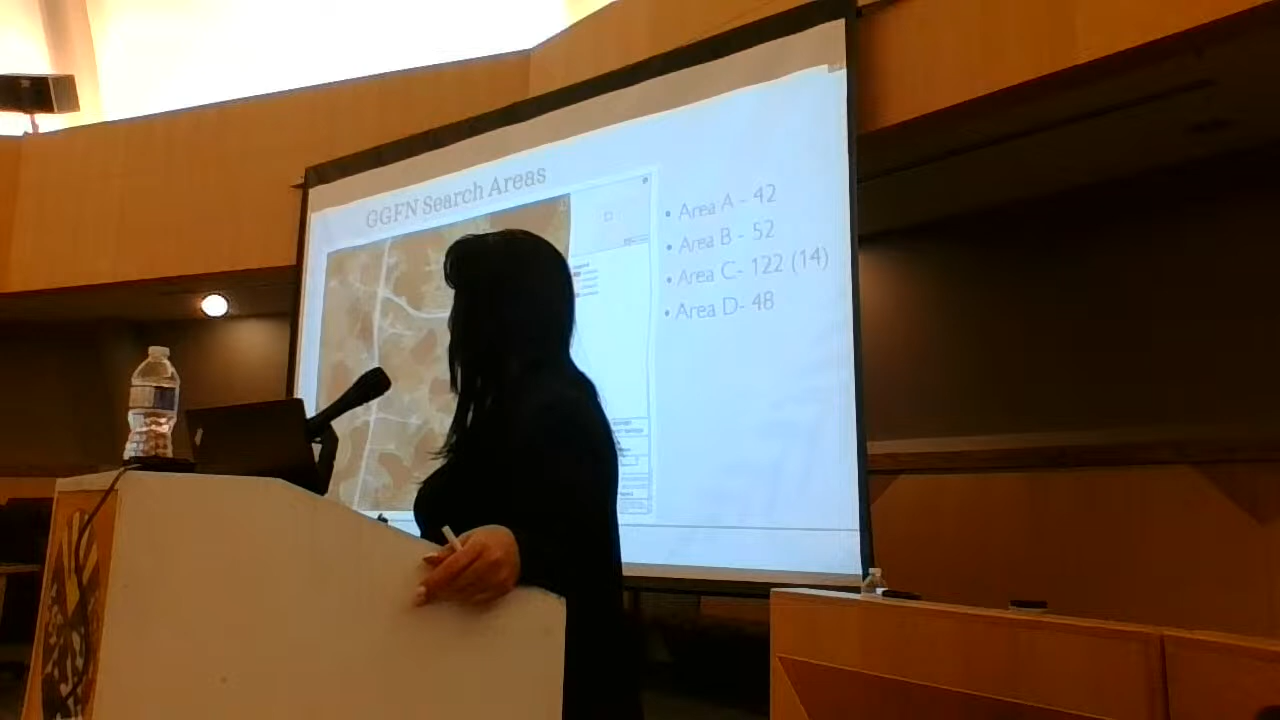 GGFN Search Areas
• Area A - 42
• Area B - 52
• Area C- 122 (14)
• Area D- 48